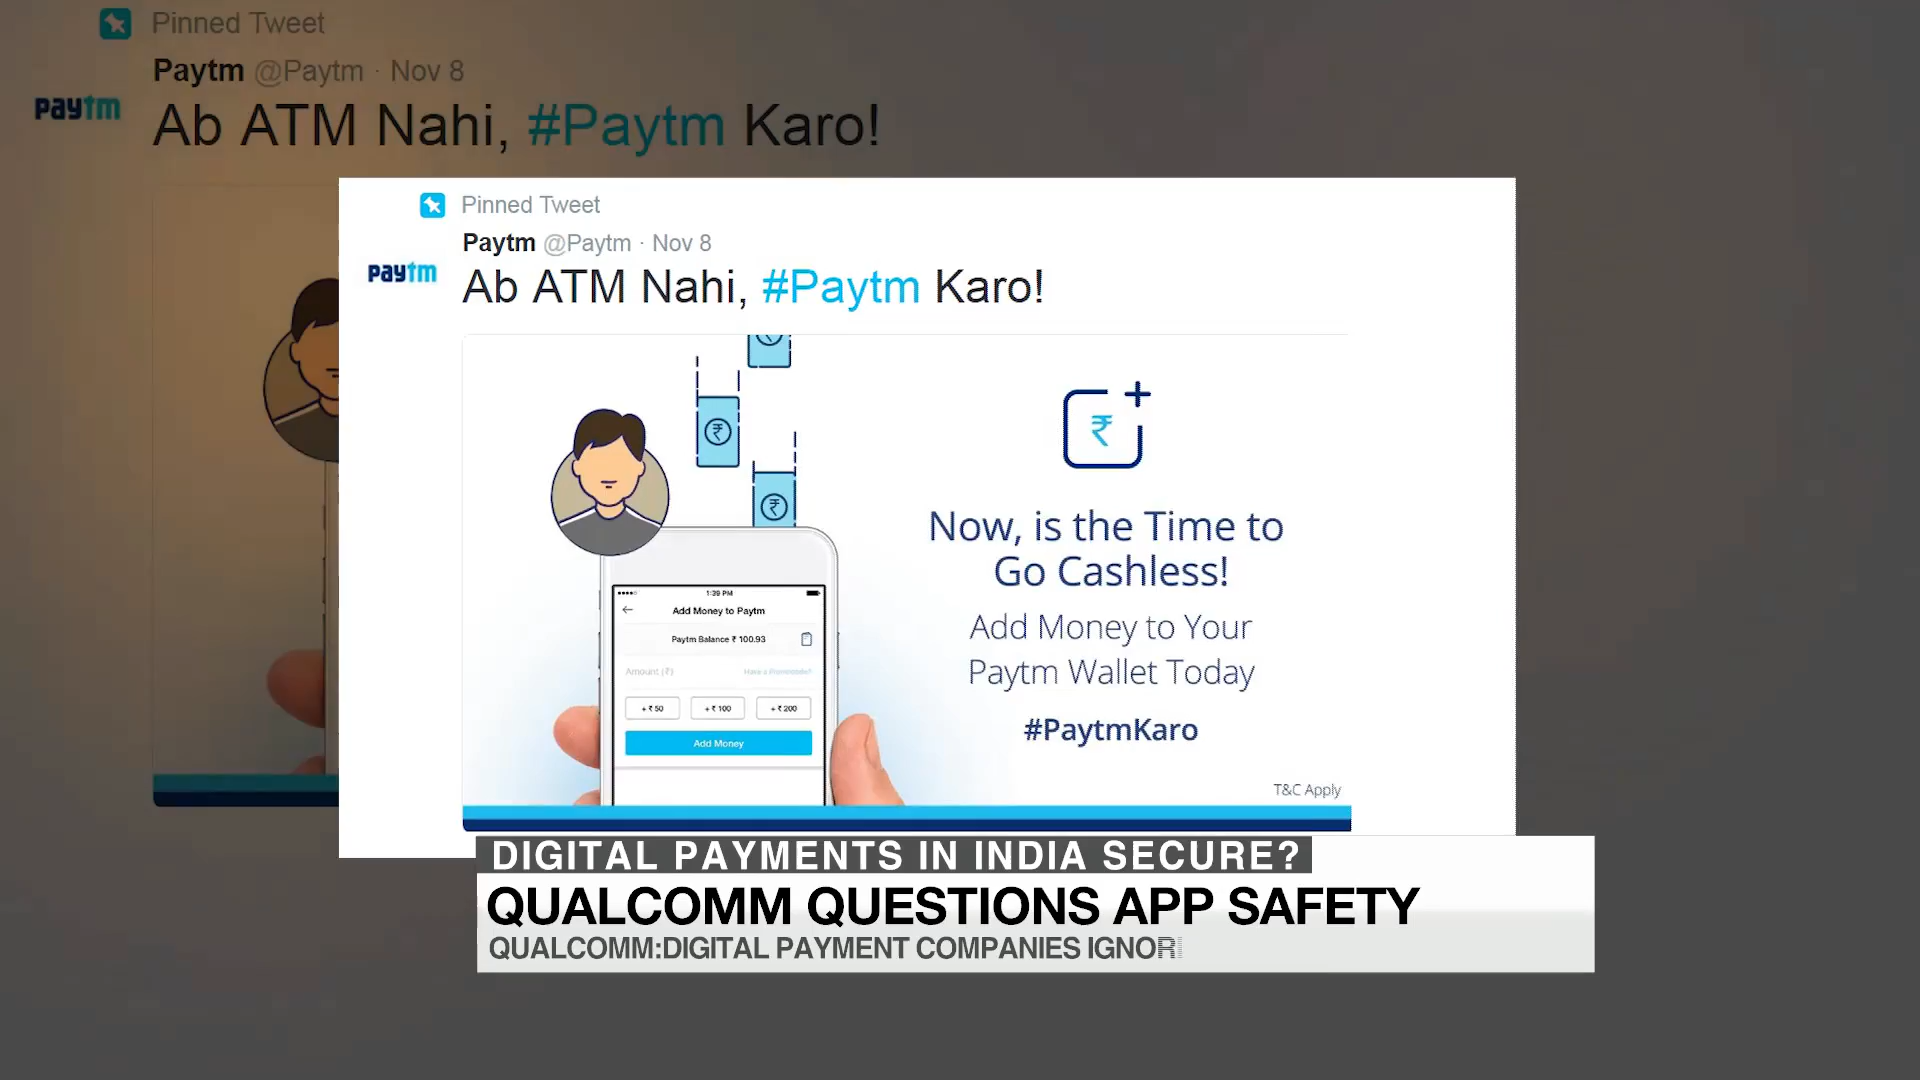 Pinned Tweet
Paytm @Paytm · Nov 8
paytm
Ab ATM Nahi, #Paytm Karo!
Pinned Tweet
Paytm @Paytm · Nov 8
paytm
Ab ATM Nahi, #Paytm Karo!
1:39 PM
Add Money to Paytm
Paytm Balance ₹ 100.93
Amount (₹) Have a Promocode?
+ ₹ 50 + ₹ 100 + ₹ 200
Add Money
Now, is the Time to
Go Cashless!
Add Money to Your
Paytm Wallet Today
#PaytmKaro
T&C Apply
DIGITAL PAYMENTS IN INDIA SECURE?
QUALCOMM QUESTIONS APP SAFETY
QUALCOMM:DIGITAL PAYMENT COMPANIES IGNOR